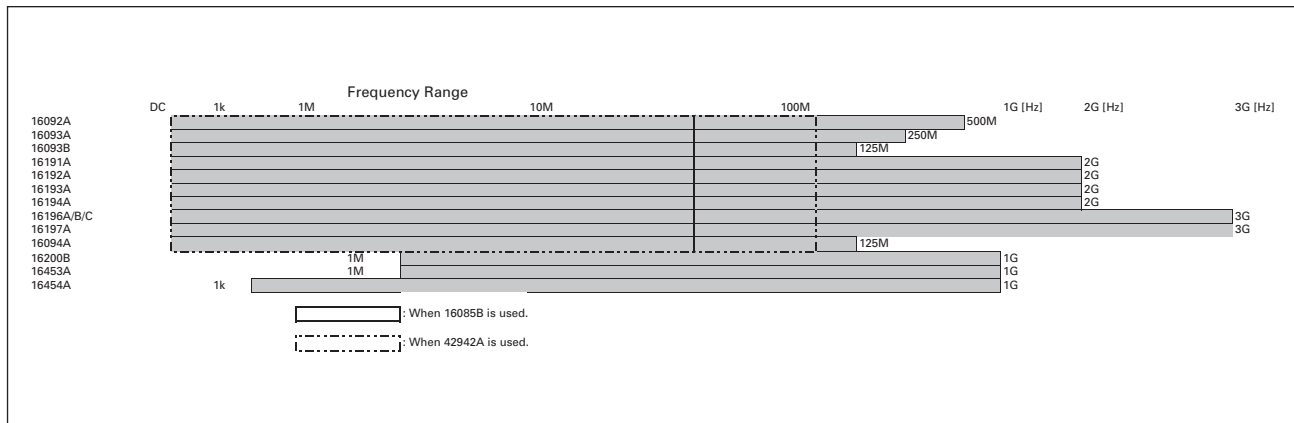 Frequency Range
DC 1k 1M 10M 100M 1G [Hz] 2G [Hz] 3G [Hz]
16092A 500M
16093A 250M
16093B 125M
16191A 2G
16192A 2G
16193A 2G
16194A 2G
16196A/B/C 3G
16197A 3G
16094A 125M
16200B 1M 1G
16453A 1M 1G
16454A 1k 1G
: When 16085B is used.
: When 42942A is used.